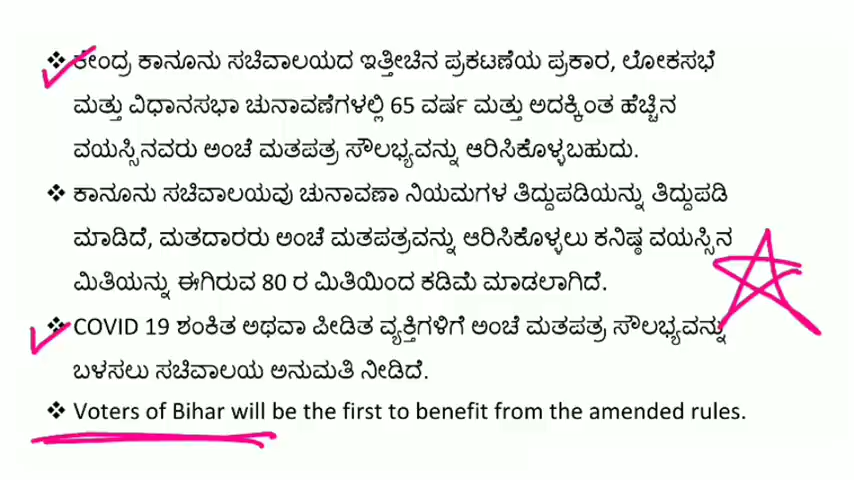 ❖ ಕೇಂದ್ರ ಕಾನೂನು ಸಚಿವಾಲಯದ ಇತ್ತೀಚಿನ ಪ್ರಕಟಣೆಯ ಪ್ರಕಾರ, ಲೋಕಸಭೆ
ಮತ್ತು ವಿಧಾನಸಭಾ ಚುನಾವಣೆಗಳಲ್ಲಿ 65 ವರ್ಷ ಮತ್ತು ಅದಕ್ಕಿಂತ ಹೆಚ್ಚಿನ
ವಯಸ್ಸಿನವರು ಅಂಚೆ ಮತಪತ್ರ ಸೌಲಭ್ಯವನ್ನು ಆರಿಸಿಕೊಳ್ಳಬಹುದು.
❖ ಕಾನೂನು ಸಚಿವಾಲಯವು ಚುನಾವಣಾ ನಿಯಮಗಳ ತಿದ್ದುಪಡಿಯನ್ನು ತಿದ್ದುಪಡಿ
ಮಾಡಿದೆ, ಮತದಾರರು ಅಂಚೆ ಮತಪತ್ರವನ್ನು ಆರಿಸಿಕೊಳ್ಳಲು ಕನಿಷ್ಠ ವಯಸ್ಸಿನ
ಮಿತಿಯನ್ನು ಈಗಿರುವ 80 ರ ಮಿತಿಯಿಂದ ಕಡಿಮೆ ಮಾಡಲಾಗಿದೆ.
❖ COVID 19 ಶಂಕಿತ ಅಥವಾ ಪೀಡಿತ ವ್ಯಕ್ತಿಗಳಿಗೆ ಅಂಚೆ ಮತಪತ್ರ ಸೌಲಭ್ಯವನ್ನು
ಬಳಸಲು ಸಚಿವಾಲಯ ಅನುಮತಿ ನೀಡಿದೆ.
❖ Voters of Bihar will be the first to benefit from the amended rules.